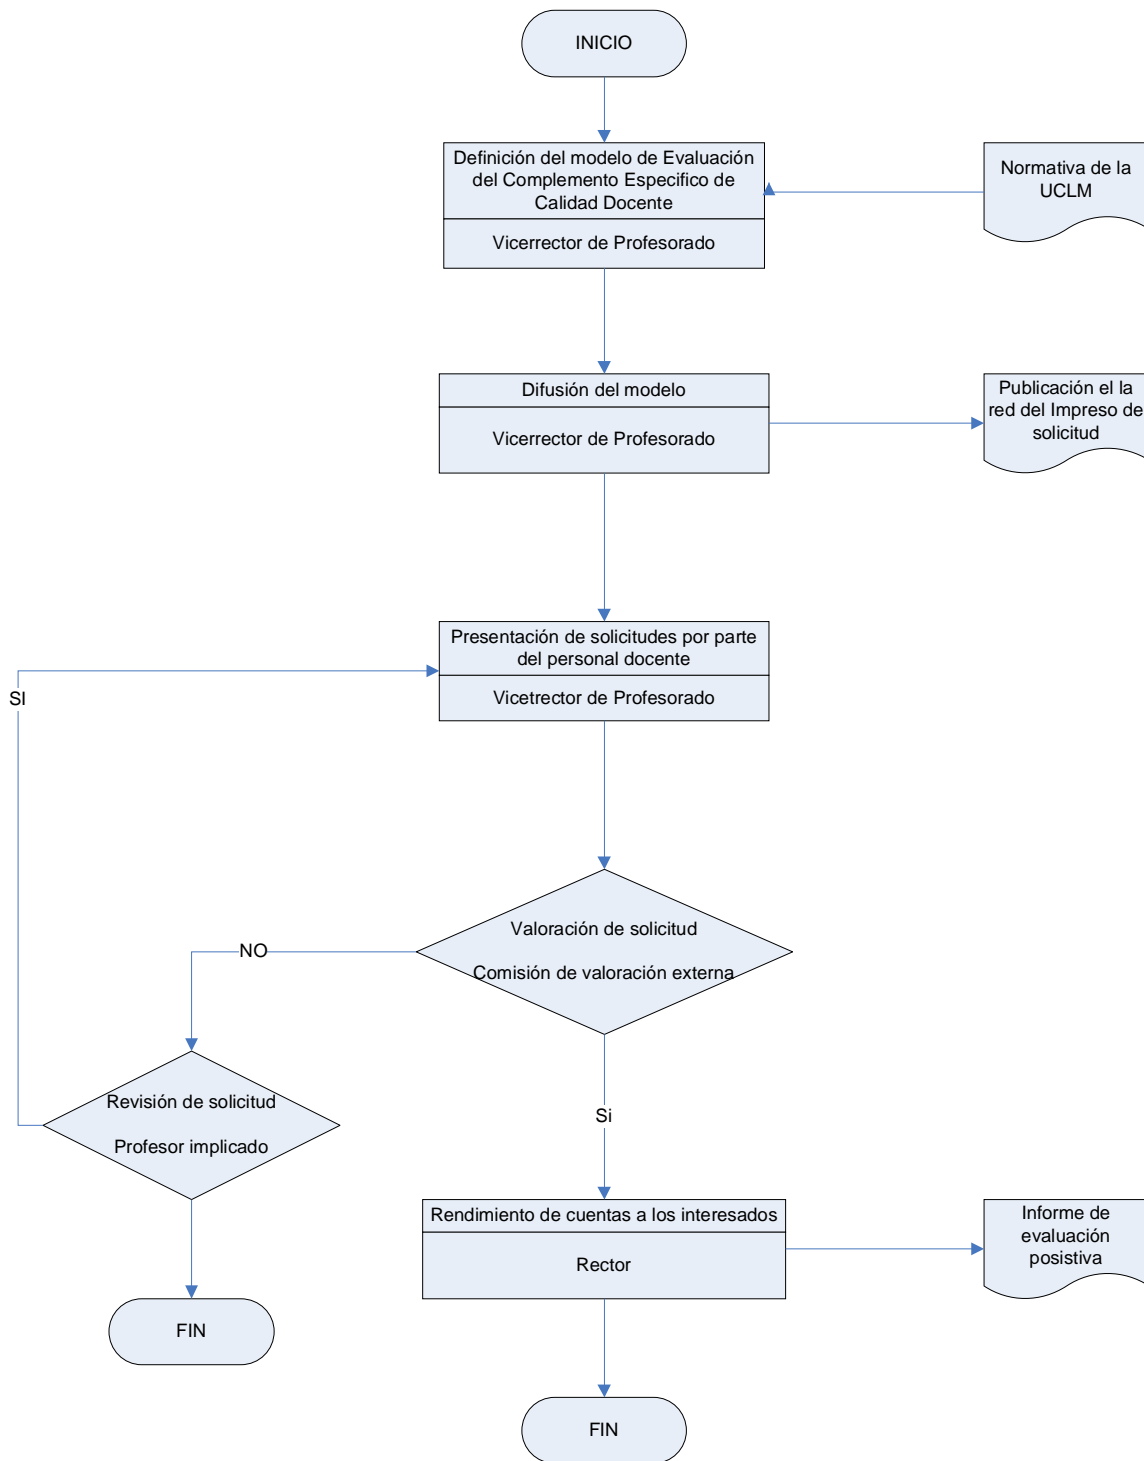 INICIO
Definición del modelo de Evaluación
del Complemento Especifico de
Calidad Docente
Vicerrector de Profesorado
Normativa de la
UCLM
Difusión del modelo
Vicerrector de Profesorado
Publicación el la
red del Impreso de
solicitud
Presentación de solicitudes por parte
del personal docente
Vicetrector de Profesorado
SI
Valoración de solicitud
Comisión de valoración externa
NO
Revisión de solicitud
Profesor implicado
Si
Rendimiento de cuentas a los interesados
Rector
Informe de
evaluación
posistiva
FIN
FIN